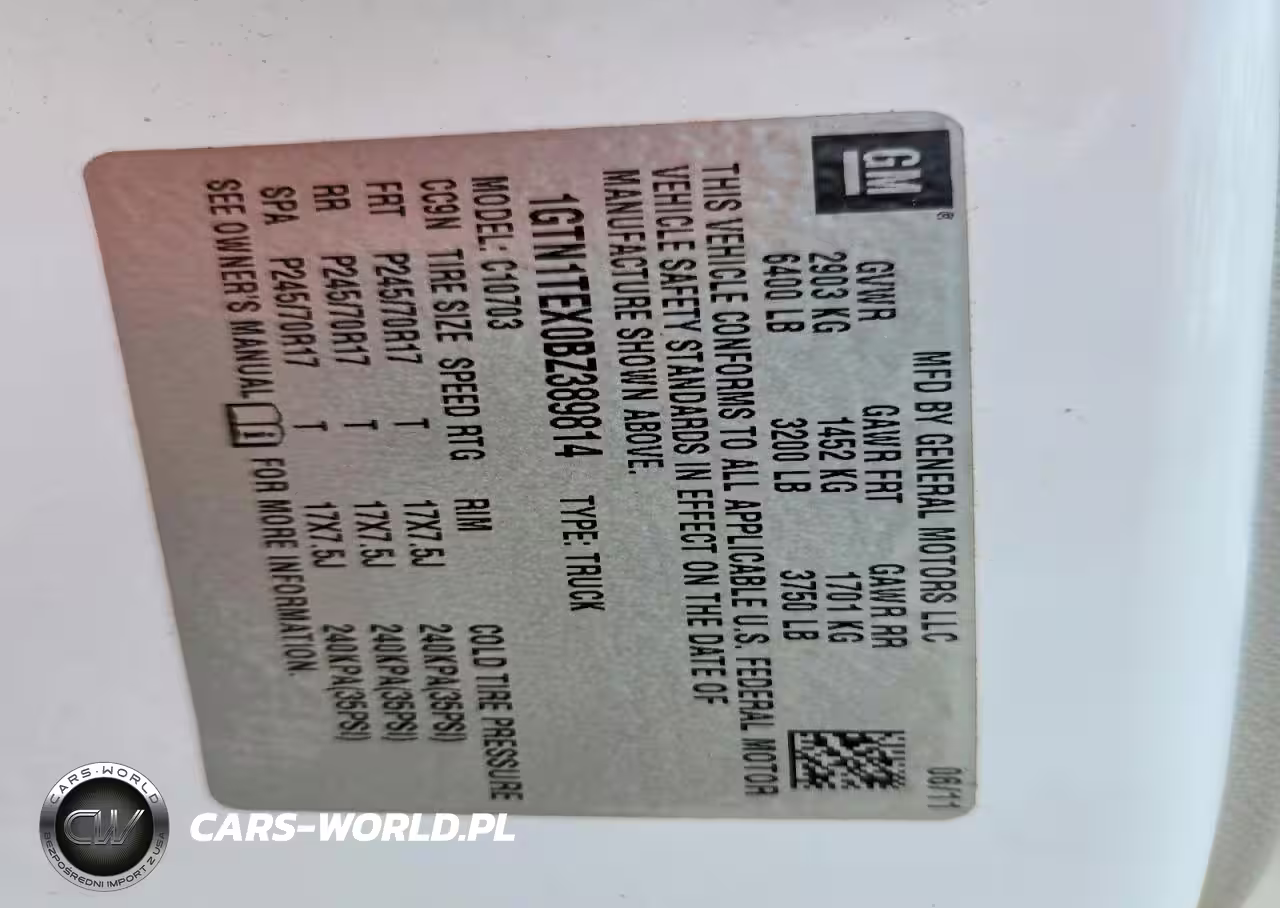 GM ®
MFD BY GENERAL MOTORS LLC 06/11
GVWR GAWR FRT GAWR RR
2903 KG 1452 KG 1701 KG
6400 LB 3200 LB 3750 LB
THIS VEHICLE CONFORMS TO ALL APPLICABLE U.S. FEDERAL MOTOR
VEHICLE SAFETY STANDARDS IN EFFECT ON THE DATE OF
MANUFACTURE SHOWN ABOVE.
1GTN1TEX0BZ389814 TYPE: TRUCK
MODEL: C10703
CC9N TIRE SIZE SPEED RTG RIM COLD TIRE PRESSURE
FRT P245/70R17 T 17X7.5J 240KPA(35PSI)
RR P245/70R17 T 17X7.5J 240KPA(35PSI)
SPA P245/70R17 T 17X7.5J 240KPA(35PSI)
SEE OWNER'S MANUAL FOR MORE INFORMATION.
CARS-WORLD
CW
BEZPOŚREDNI IMPORT Z USA
CARS-WORLD.PL